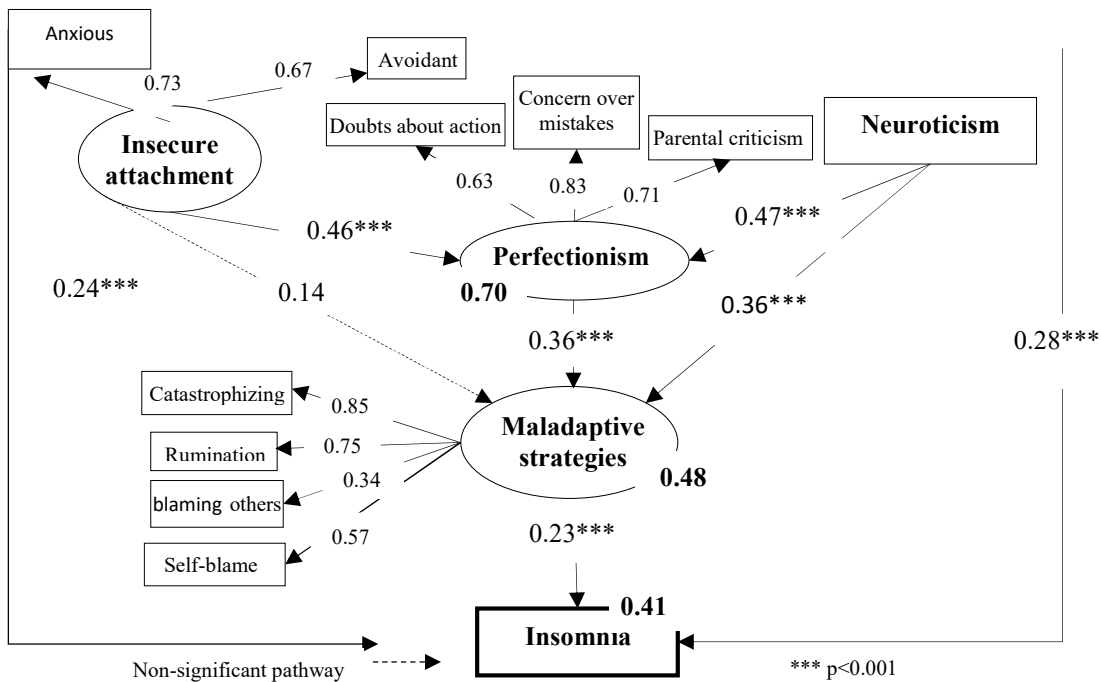 Anxious
0.73
0.67
Avoidant
Insecure
attachment
Doubts about action
Concern over
mistakes
Parental criticism
Neuroticism
0.63
0.83
0.71
0.46***
0.47***
Perfectionism
0.70
0.24***
0.14
0.36***
0.36***
0.28***
Catastrophizing
0.85
Rumination
0.75
blaming others
0.34
Self-blame
0.57
Maladaptive
strategies
0.48
0.23***
0.41
Insomnia
Non-significant pathway
*** p<0.001